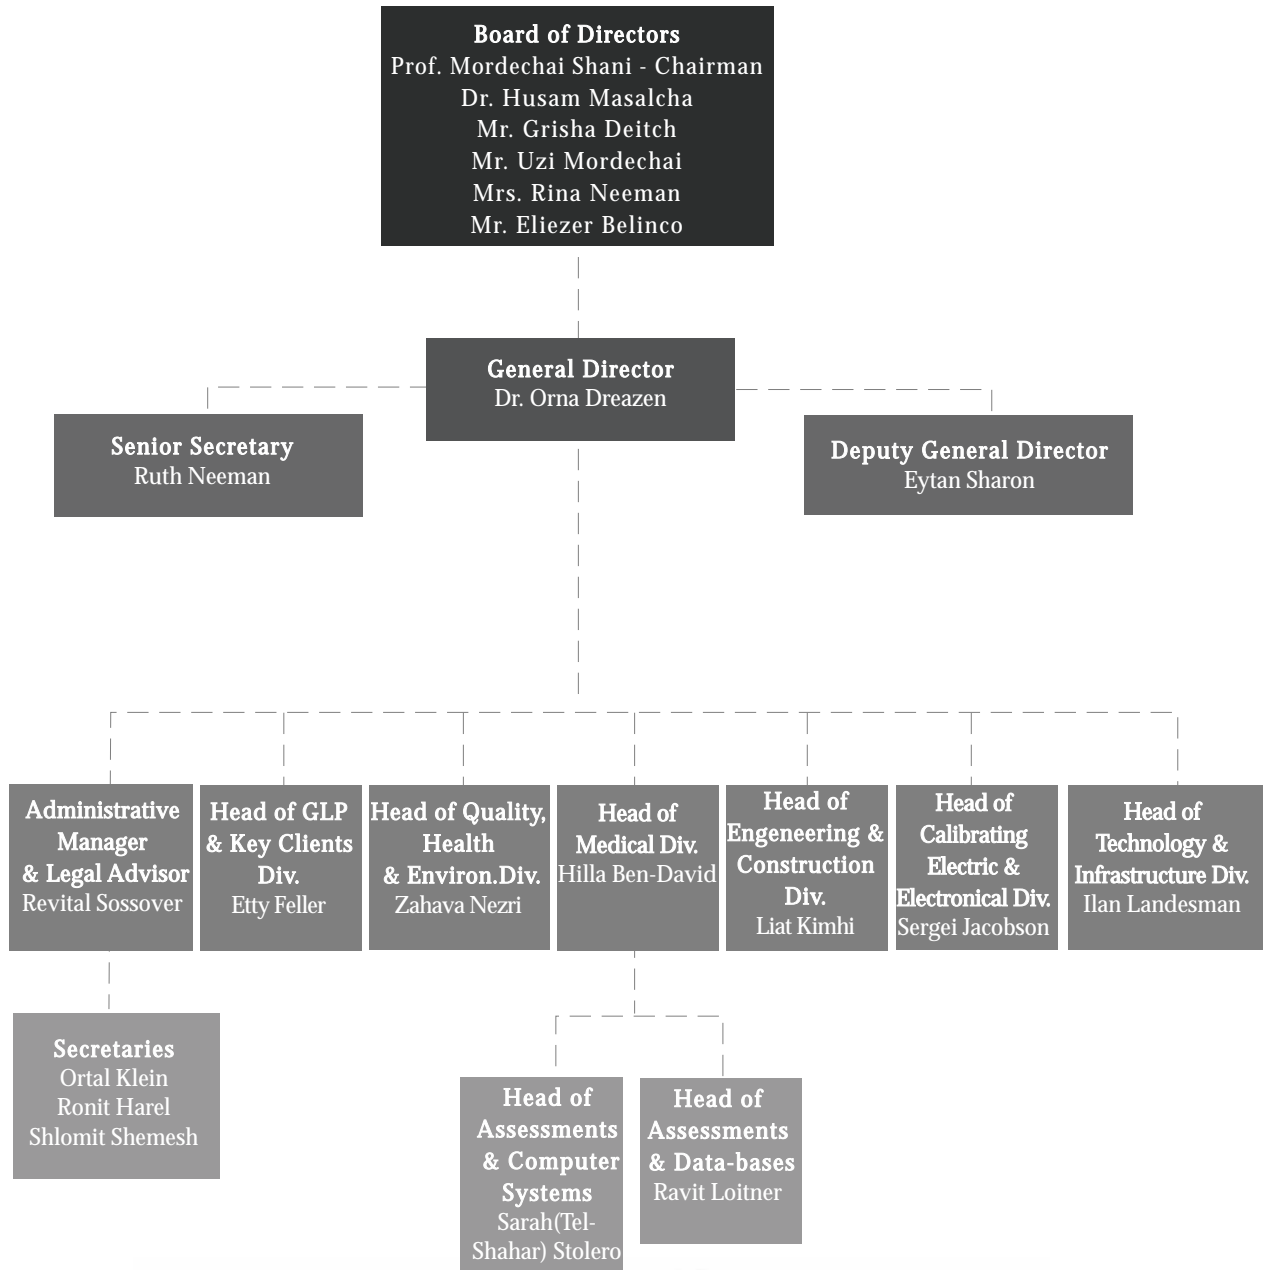 Board of Directors
Prof. Mordechai Shani - Chairman
Dr. Husam Masalcha
Mr. Grisha Deitch
Mr. Uzi Mordechai
Mrs. Rina Neeman
Mr. Eliezer Belinco
General Director
Dr. Orna Dreazen
Senior Secretary
Ruth Neeman
Deputy General Director
Eytan Sharon
Administrative
Manager
& Legal Advisor
Revital Sossover
Head of GLP
& Key Clients
Div.
Etty Feller
Head of Quality,
Health
& Environ.Div.
Zahava Nezri
Head of
Medical Div.
Hilla Ben-David
Head of
Engeneering &
Construction
Div.
Liat Kimhi
Head of
Calibrating
Electric &
Electronical Div.
Sergei Jacobson
Head of
Technology &
Infrastructure Div.
Ilan Landesman
Secretaries
Ortal Klein
Ronit Harel
Shlomit Shemesh
Head of
Assessments
& Computer
Systems
Sarah(Tel-
Shahar) Stolero
Head of
Assessments
& Data-bases
Ravit Loitner